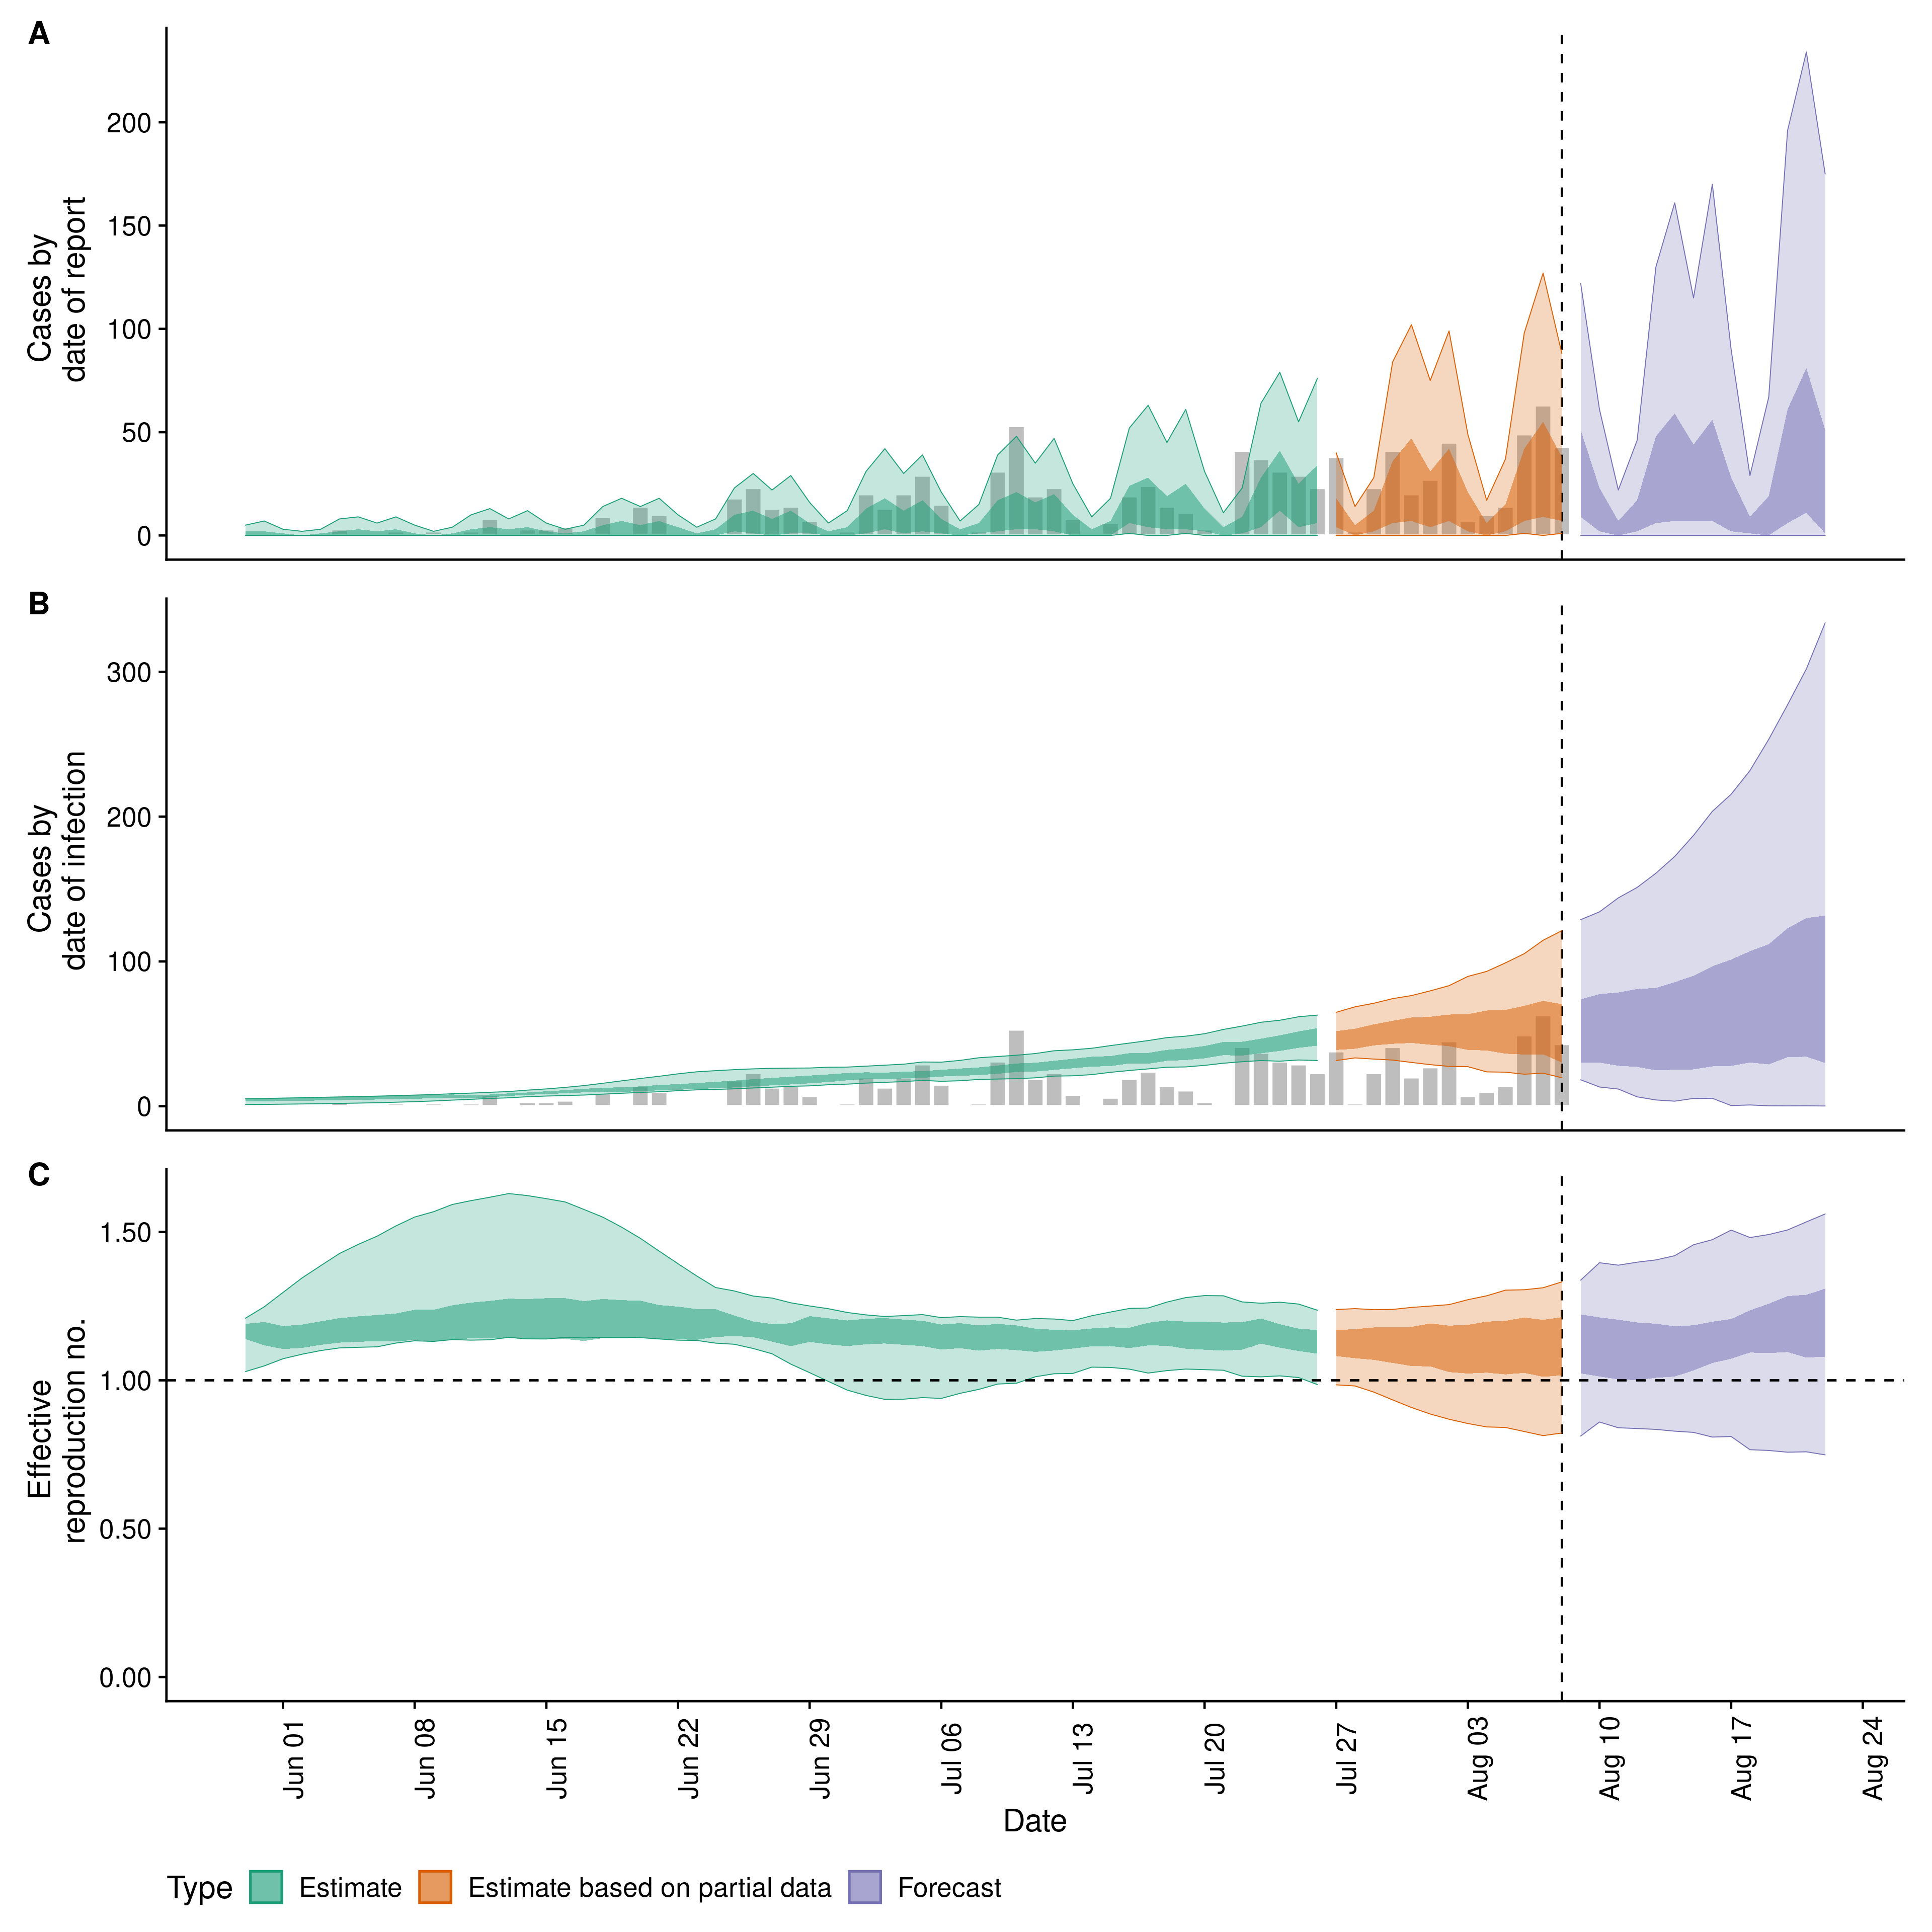 A
Cases by
date of report
200
150
100
50
0
B
Cases by
date of infection
300
200
100
0
C
Effective
reproduction no.
1.50
1.00
0.50
0.00
Jun 01
Jun 08
Jun 15
Jun 22
Jun 29
Jul 06
Jul 13
Jul 20
Jul 27
Aug 03
Aug 10
Aug 17
Aug 24
Date
Type Estimate Estimate based on partial data Forecast